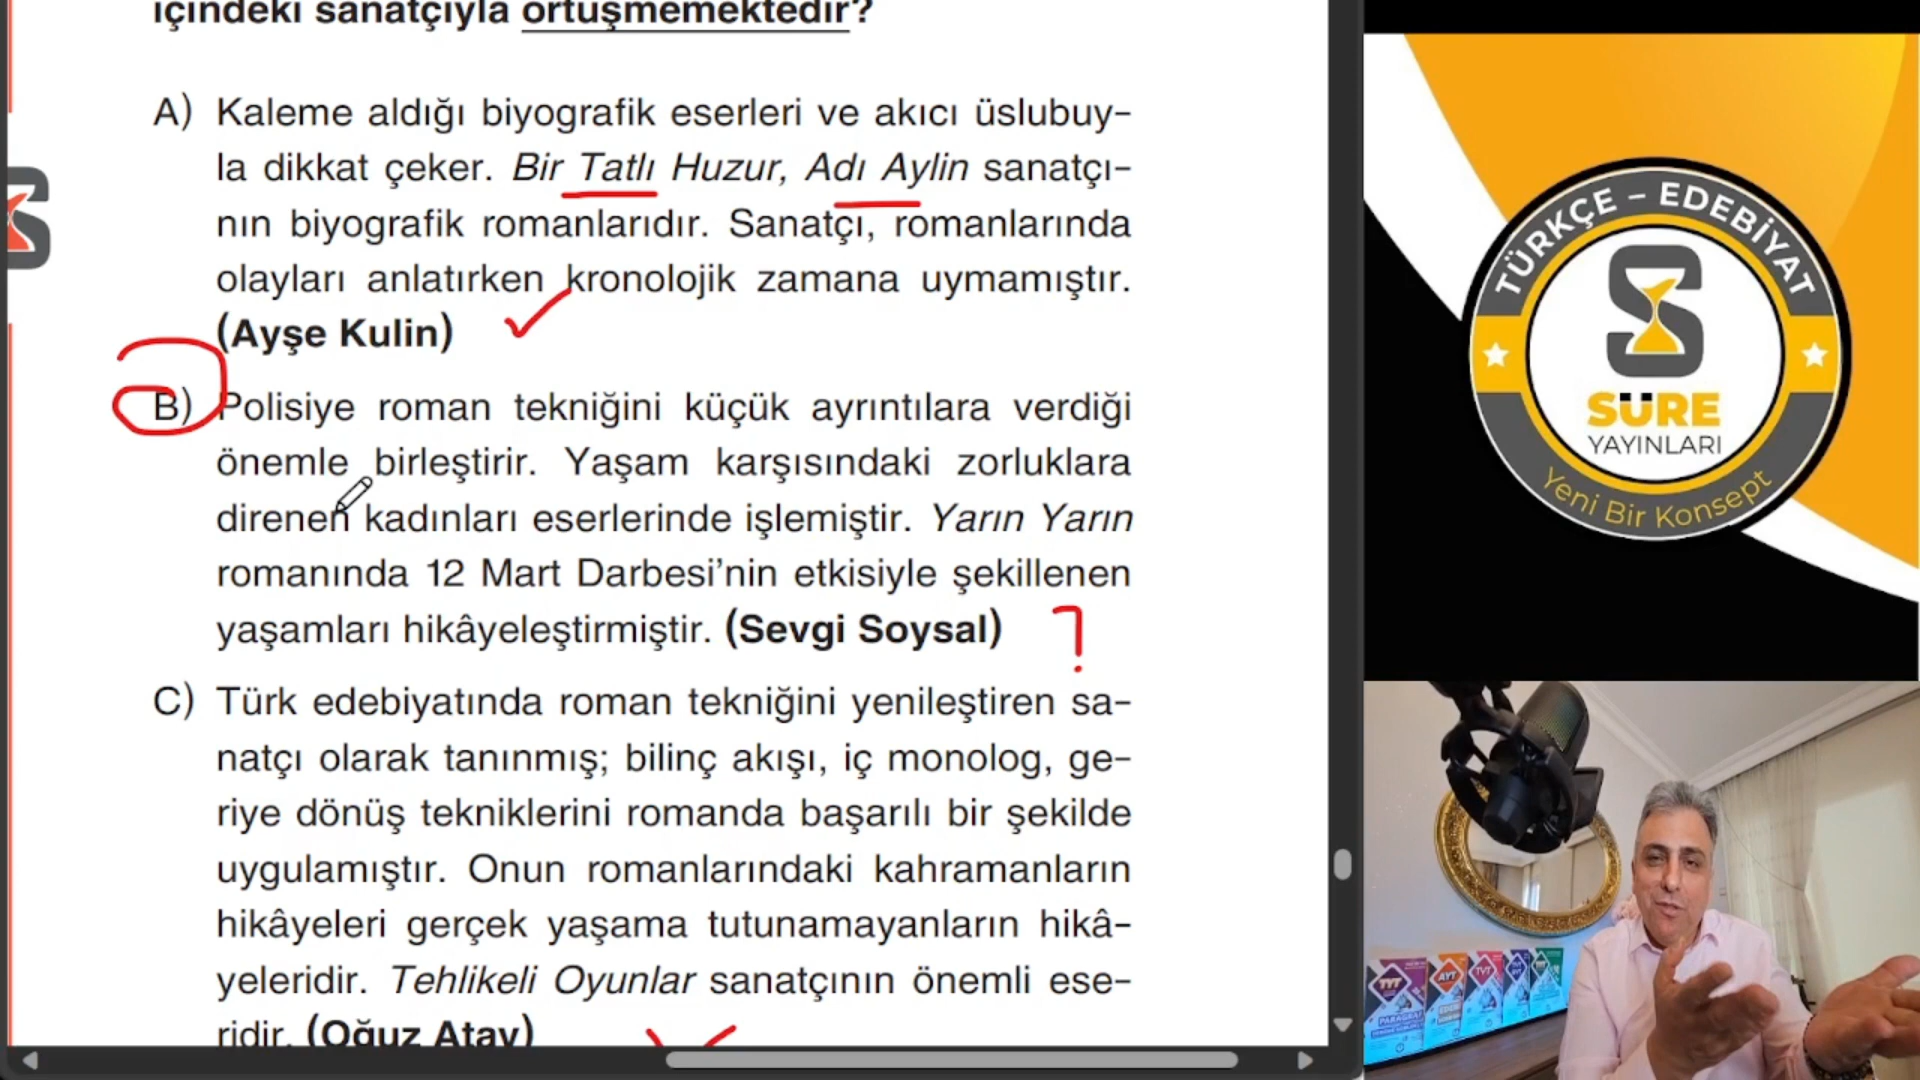 içindeki sanatçıyla örtüşmemektedir?
A) Kaleme aldığı biyografik eserleri ve akıcı üslubuy-
la dikkat çeker. Bir Tatlı Huzur, Adı Aylin sanatçı-
nın biyografik romanlarıdır. Sanatçı, romanlarında
olayları anlatırken kronolojik zamana uymamıştır.
(Ayşe Kulin)
B) Polisiye roman tekniğini küçük ayrıntılara verdiği
önemle birleştirir. Yaşam karşısındaki zorluklara
direnen kadınları eserlerinde işlemiştir. Yarın Yarın
romanında 12 Mart Darbesi’nin etkisiyle şekillenen
yaşamları hikâyeleştirmiştir. (Sevgi Soysal)
?
C) Türk edebiyatında roman tekniğini yenileştiren sa-
natçı olarak tanınmış; bilinç akışı, iç monolog, ge-
riye dönüş tekniklerini romanda başarılı bir şekilde
uygulamıştır. Onun romanlarındaki kahramanların
hikâyeleri gerçek yaşama tutunamayanların hikâ-
yeleridir. Tehlikeli Oyunlar sanatçının önemli ese-
ridir. (Oğuz Atay)
TÜRKÇE – EDEBİYAT
SÜRE
YAYINLARI
Yeni Bir Konsept
TYT
AYT
TYT
PARAGRAF